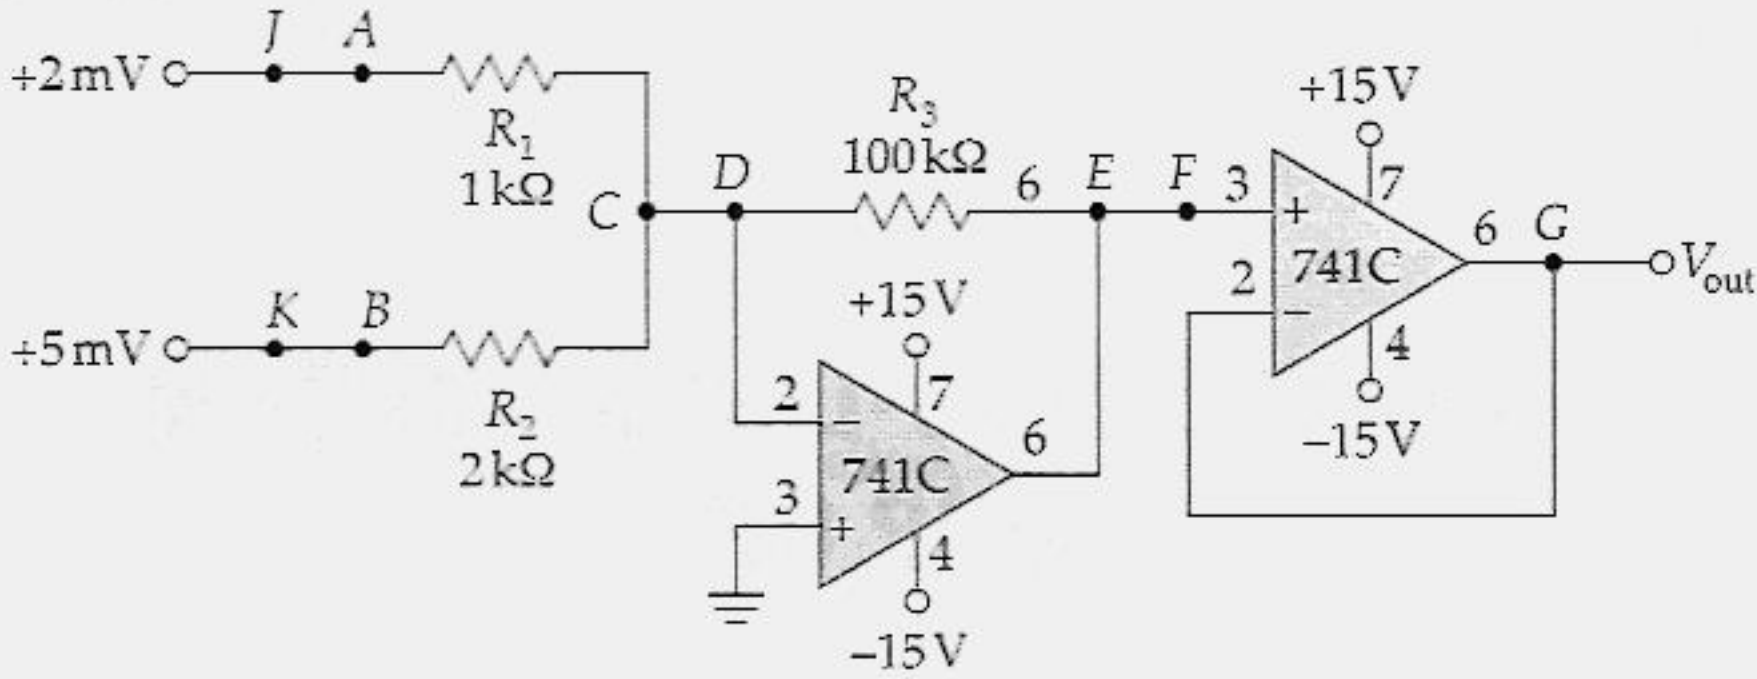 J A
+2 mV
R1
1 kΩ
K B
+5 mV
R2
2 kΩ
C
D
R3
100 kΩ
6 E F
+15 V
7
2
−
741C
3
+
6
4
−15 V
+15 V
7
3
+
741C
2
−
6 G
Vout
4
−15 V